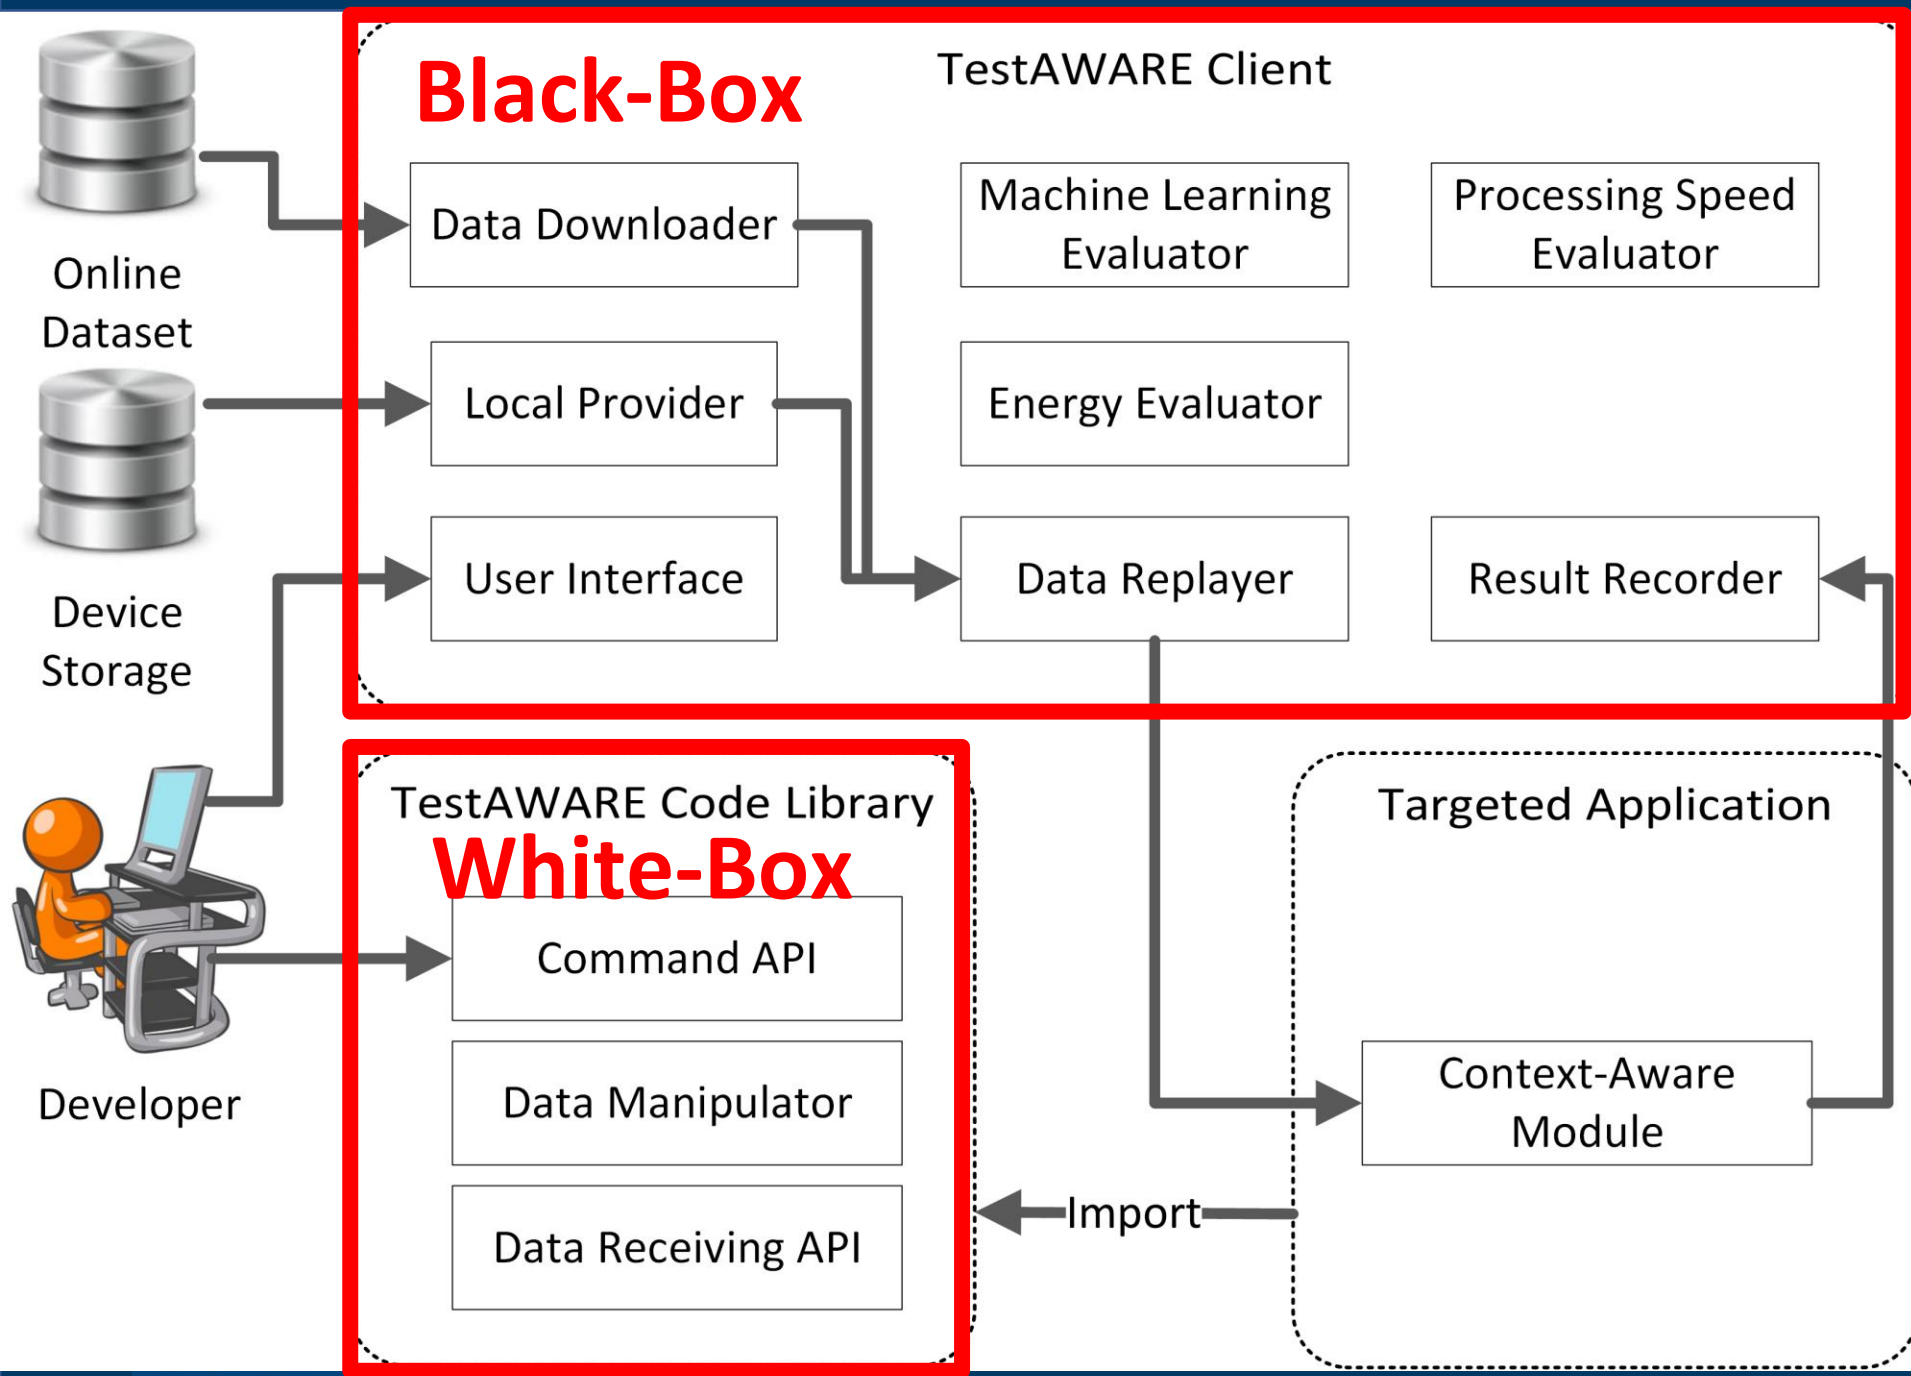 Black-Box
TestAWARE Client
Online
Dataset
Data Downloader
Machine Learning
Evaluator
Processing Speed
Evaluator
Local Provider
Energy Evaluator
Device
Storage
User Interface
Data Replayer
Result Recorder
Developer
TestAWARE Code Library
White-Box
Command API
Data Manipulator
Data Receiving API
Import
Targeted Application
Context-Aware
Module